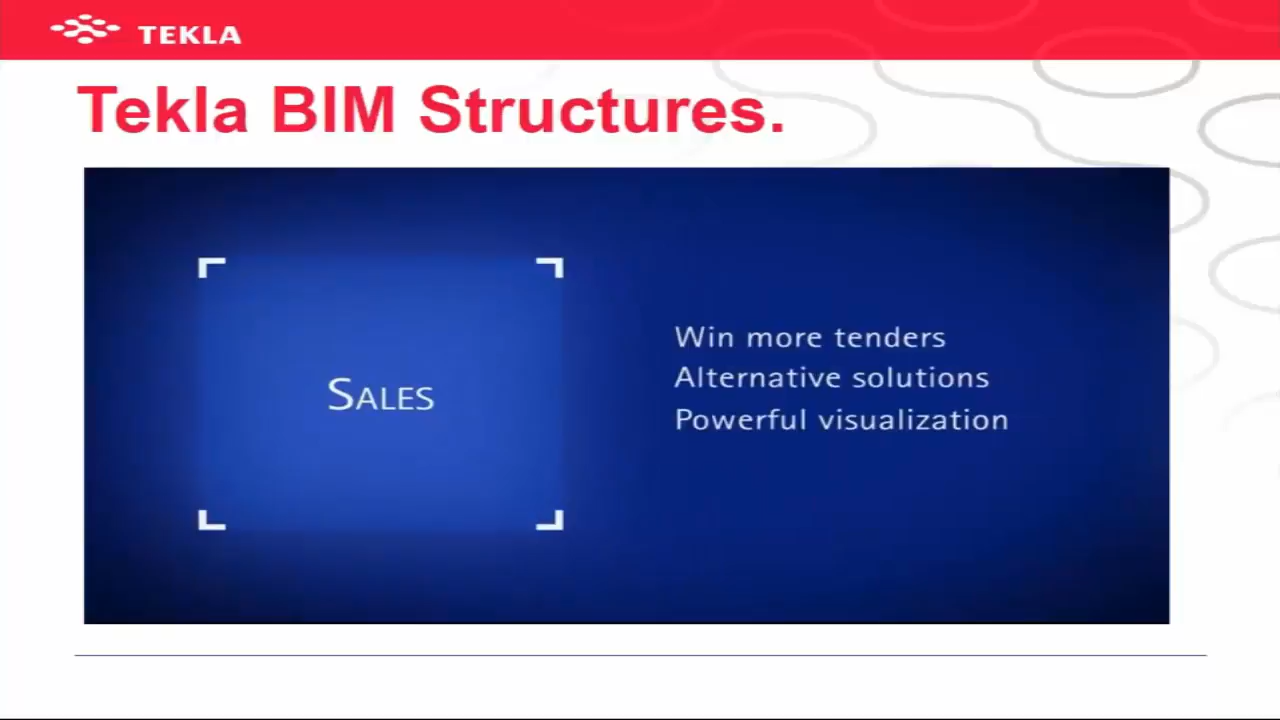 TEKLA
Tekla BIM Structures.
SALES
Win more tenders
Alternative solutions
Powerful visualization